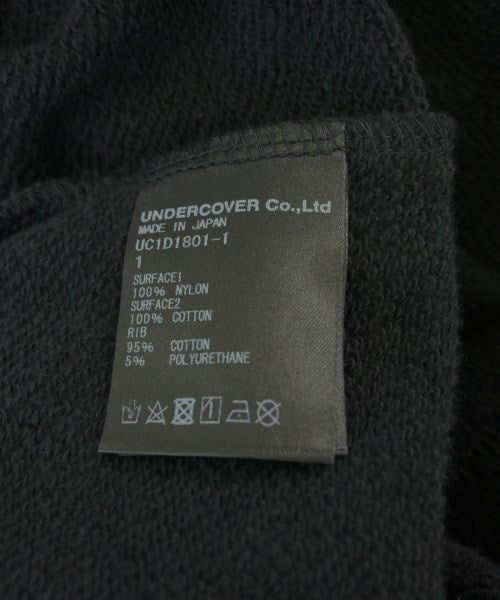 UNDERCOVER Co.,Ltd
MADE IN JAPAN
UC1D1801-1
1
SURFACE1
100% NYLON
SURFACE2
100% COTTON
RIB
95% COTTON
5% POLYURETHANE